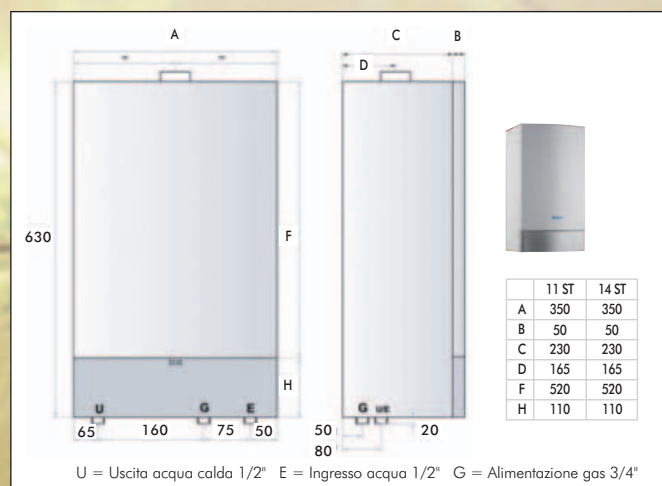 A
C
B
D
630
F
H
U
G
E
65
160
75
50
G
UE
50
80
20
11 ST 14 ST
A 350 350
B 50 50
C 230 230
D 165 165
F 520 520
H 110 110
U = Uscita acqua calda 1/2" E = Ingresso acqua 1/2" G = Alimentazione gas 3/4"